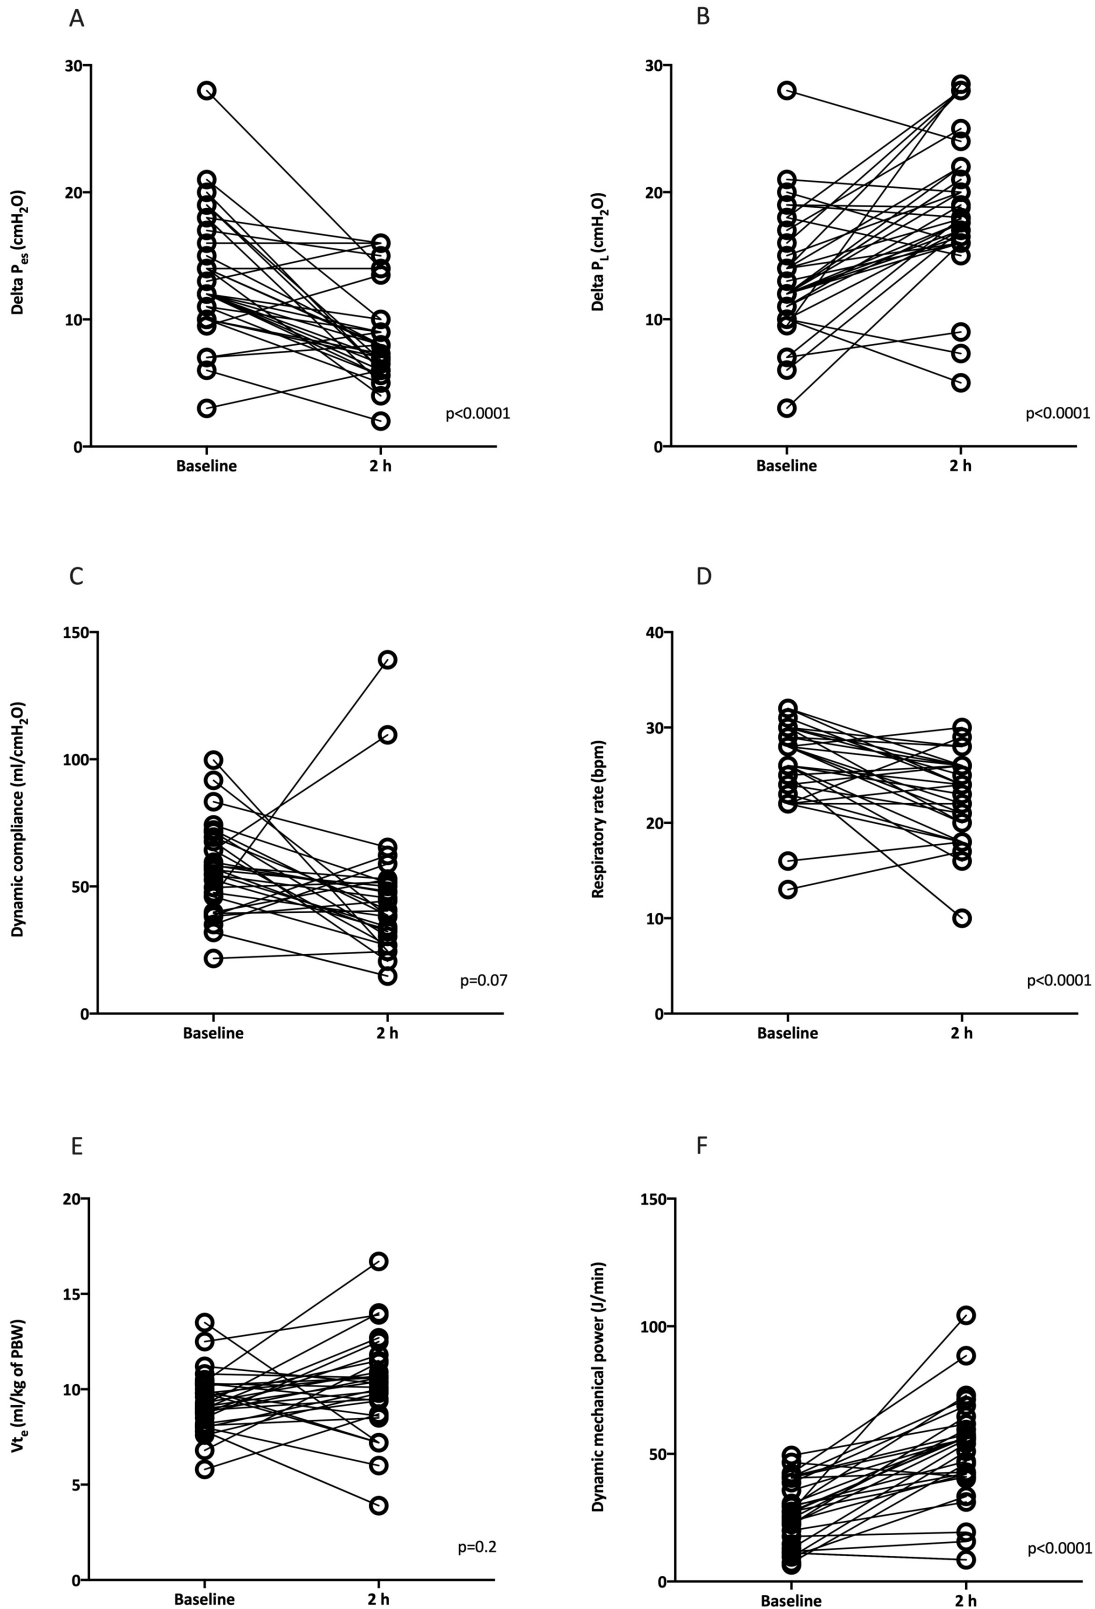 A
Delta Pes (cmH2O)
30
20
10
0
Baseline
2 h
p<0.0001
B
Delta PL (cmH2O)
30
20
10
0
Baseline
2 h
p<0.0001
C
Dynamic compliance (ml/cmH2O)
150
100
50
0
Baseline
2 h
p=0.07
D
Respiratory rate (bpm)
40
30
20
10
0
Baseline
2 h
p<0.0001
E
Vte (ml/kg of PBW)
20
15
10
5
0
Baseline
2 h
p=0.2
F
Dynamic mechanical power (J/min)
150
100
50
0
Baseline
2 h
p<0.0001